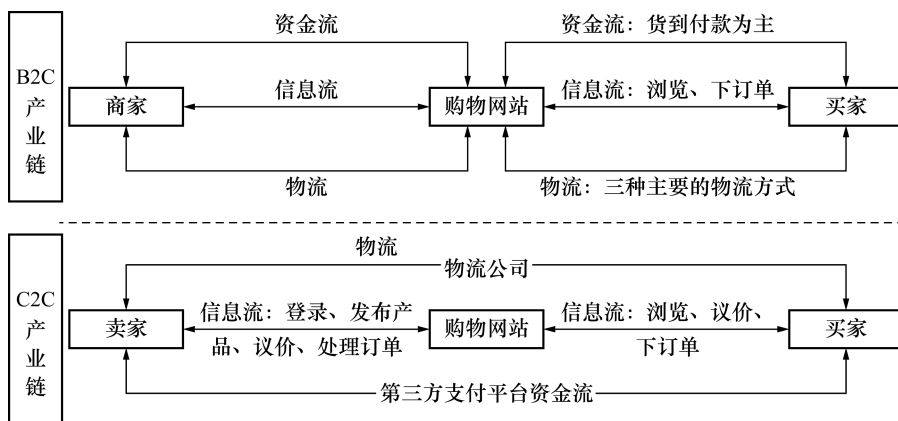 B2C
产
业
链
资金流
资金流：货到付款为主
商家
信息流
购物网站
信息流：浏览、下订单
买家
物流
物流：三种主要的物流方式
C2C
产
业
链
物流
物流公司
卖家
信息流：登录、发布产
品、议价、处理订单
购物网站
信息流：浏览、议价、
下订单
买家
第三方支付平台资金流